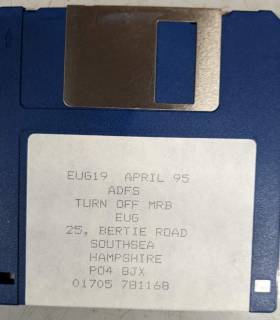 EUG19 APRIL 95
ADFS
TURN OFF MRB
EUG
25, BERTIE ROAD
SOUTHSEA
HAMPSHIRE
PO4 8JX
01705 781168